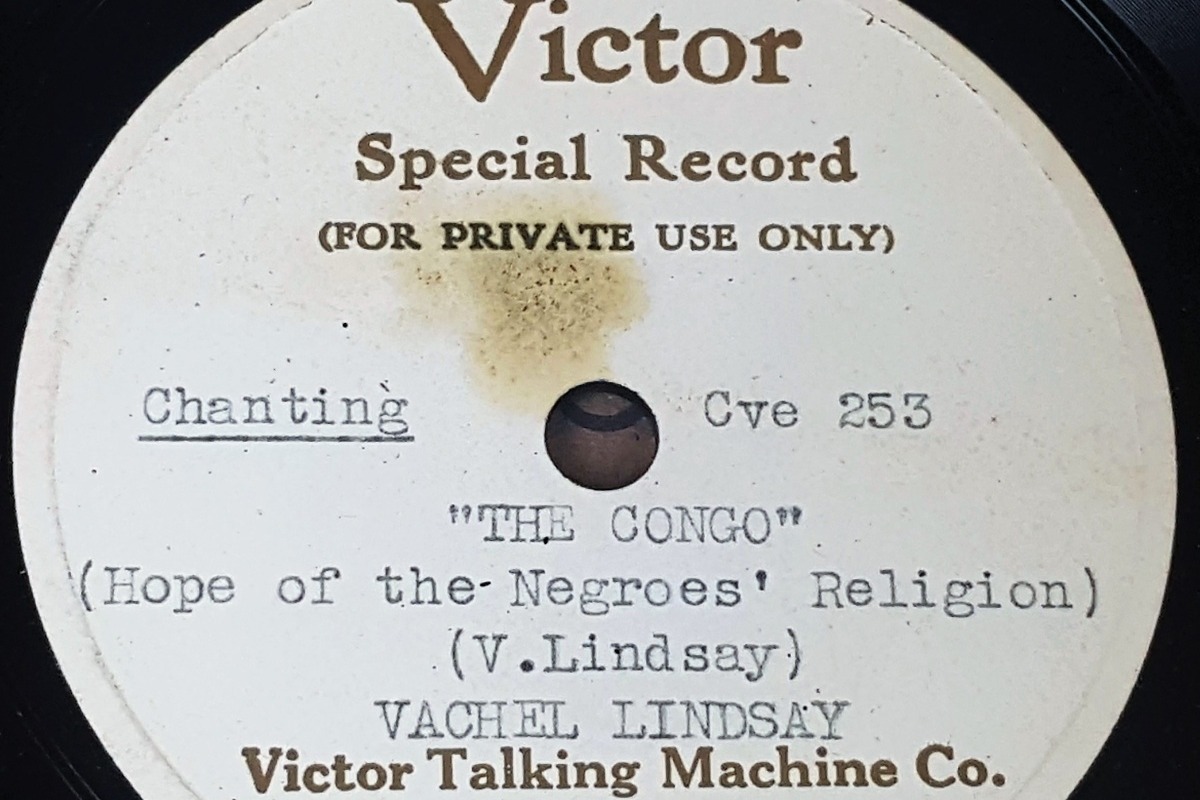 Victor
Special Record
(FOR PRIVATE USE ONLY)
Chanting Cve 253
"THE CONGO"
(Hope of the Negroes' Religion)
(V.Lindsay)
VACHEL LINDSAY
Victor Talking Machine Co.